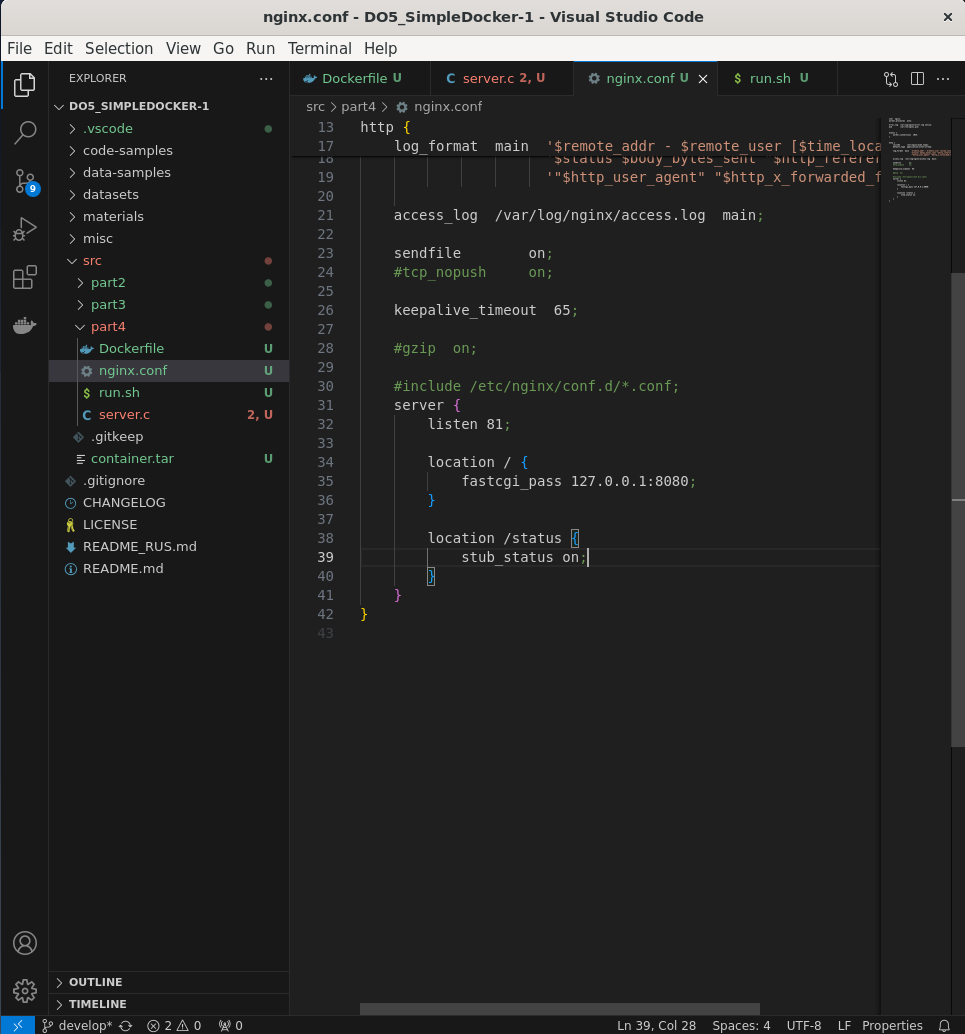 nginx.conf - DO5_SimpleDocker-1 - Visual Studio Code ×
File Edit Selection View Go Run Terminal Help
EXPLORER ···
DO5_SIMPLEDOCKER-1
.vscode
code-samples
data-samples
datasets
materials
misc
src
part2
part3
part4
Dockerfile U
nginx.conf U
run.sh U
server.c 2, U
.gitkeep
container.tar U
.gitignore
CHANGELOG
LICENSE
README_RUS.md
README.md
OUTLINE
TIMELINE
9
Dockerfile U server.c 2, U nginx.conf U × run.sh U ···
src > part4 > nginx.conf
13 http {
17 log_format  main  '$remote_addr - $remote_user [$time_loca
18 '$status $body_bytes_sent "$http_refer
19 '"$http_user_agent" "$http_x_forwarded_f
20
21 access_log  /var/log/nginx/access.log  main;
22
23 sendfile        on;
24 #tcp_nopush     on;
25
26 keepalive_timeout  65;
27
28 #gzip  on;
29
30 #include /etc/nginx/conf.d/*.conf;
31 server {
32 listen 81;
33
34 location / {
35 fastcgi_pass 127.0.0.1:8080;
36 }
37
38 location /status {
39 stub_status on;
40 }
41 }
42 }
43
develop* 2 0 0 Ln 39, Col 28 Spaces: 4 UTF-8 LF Properties